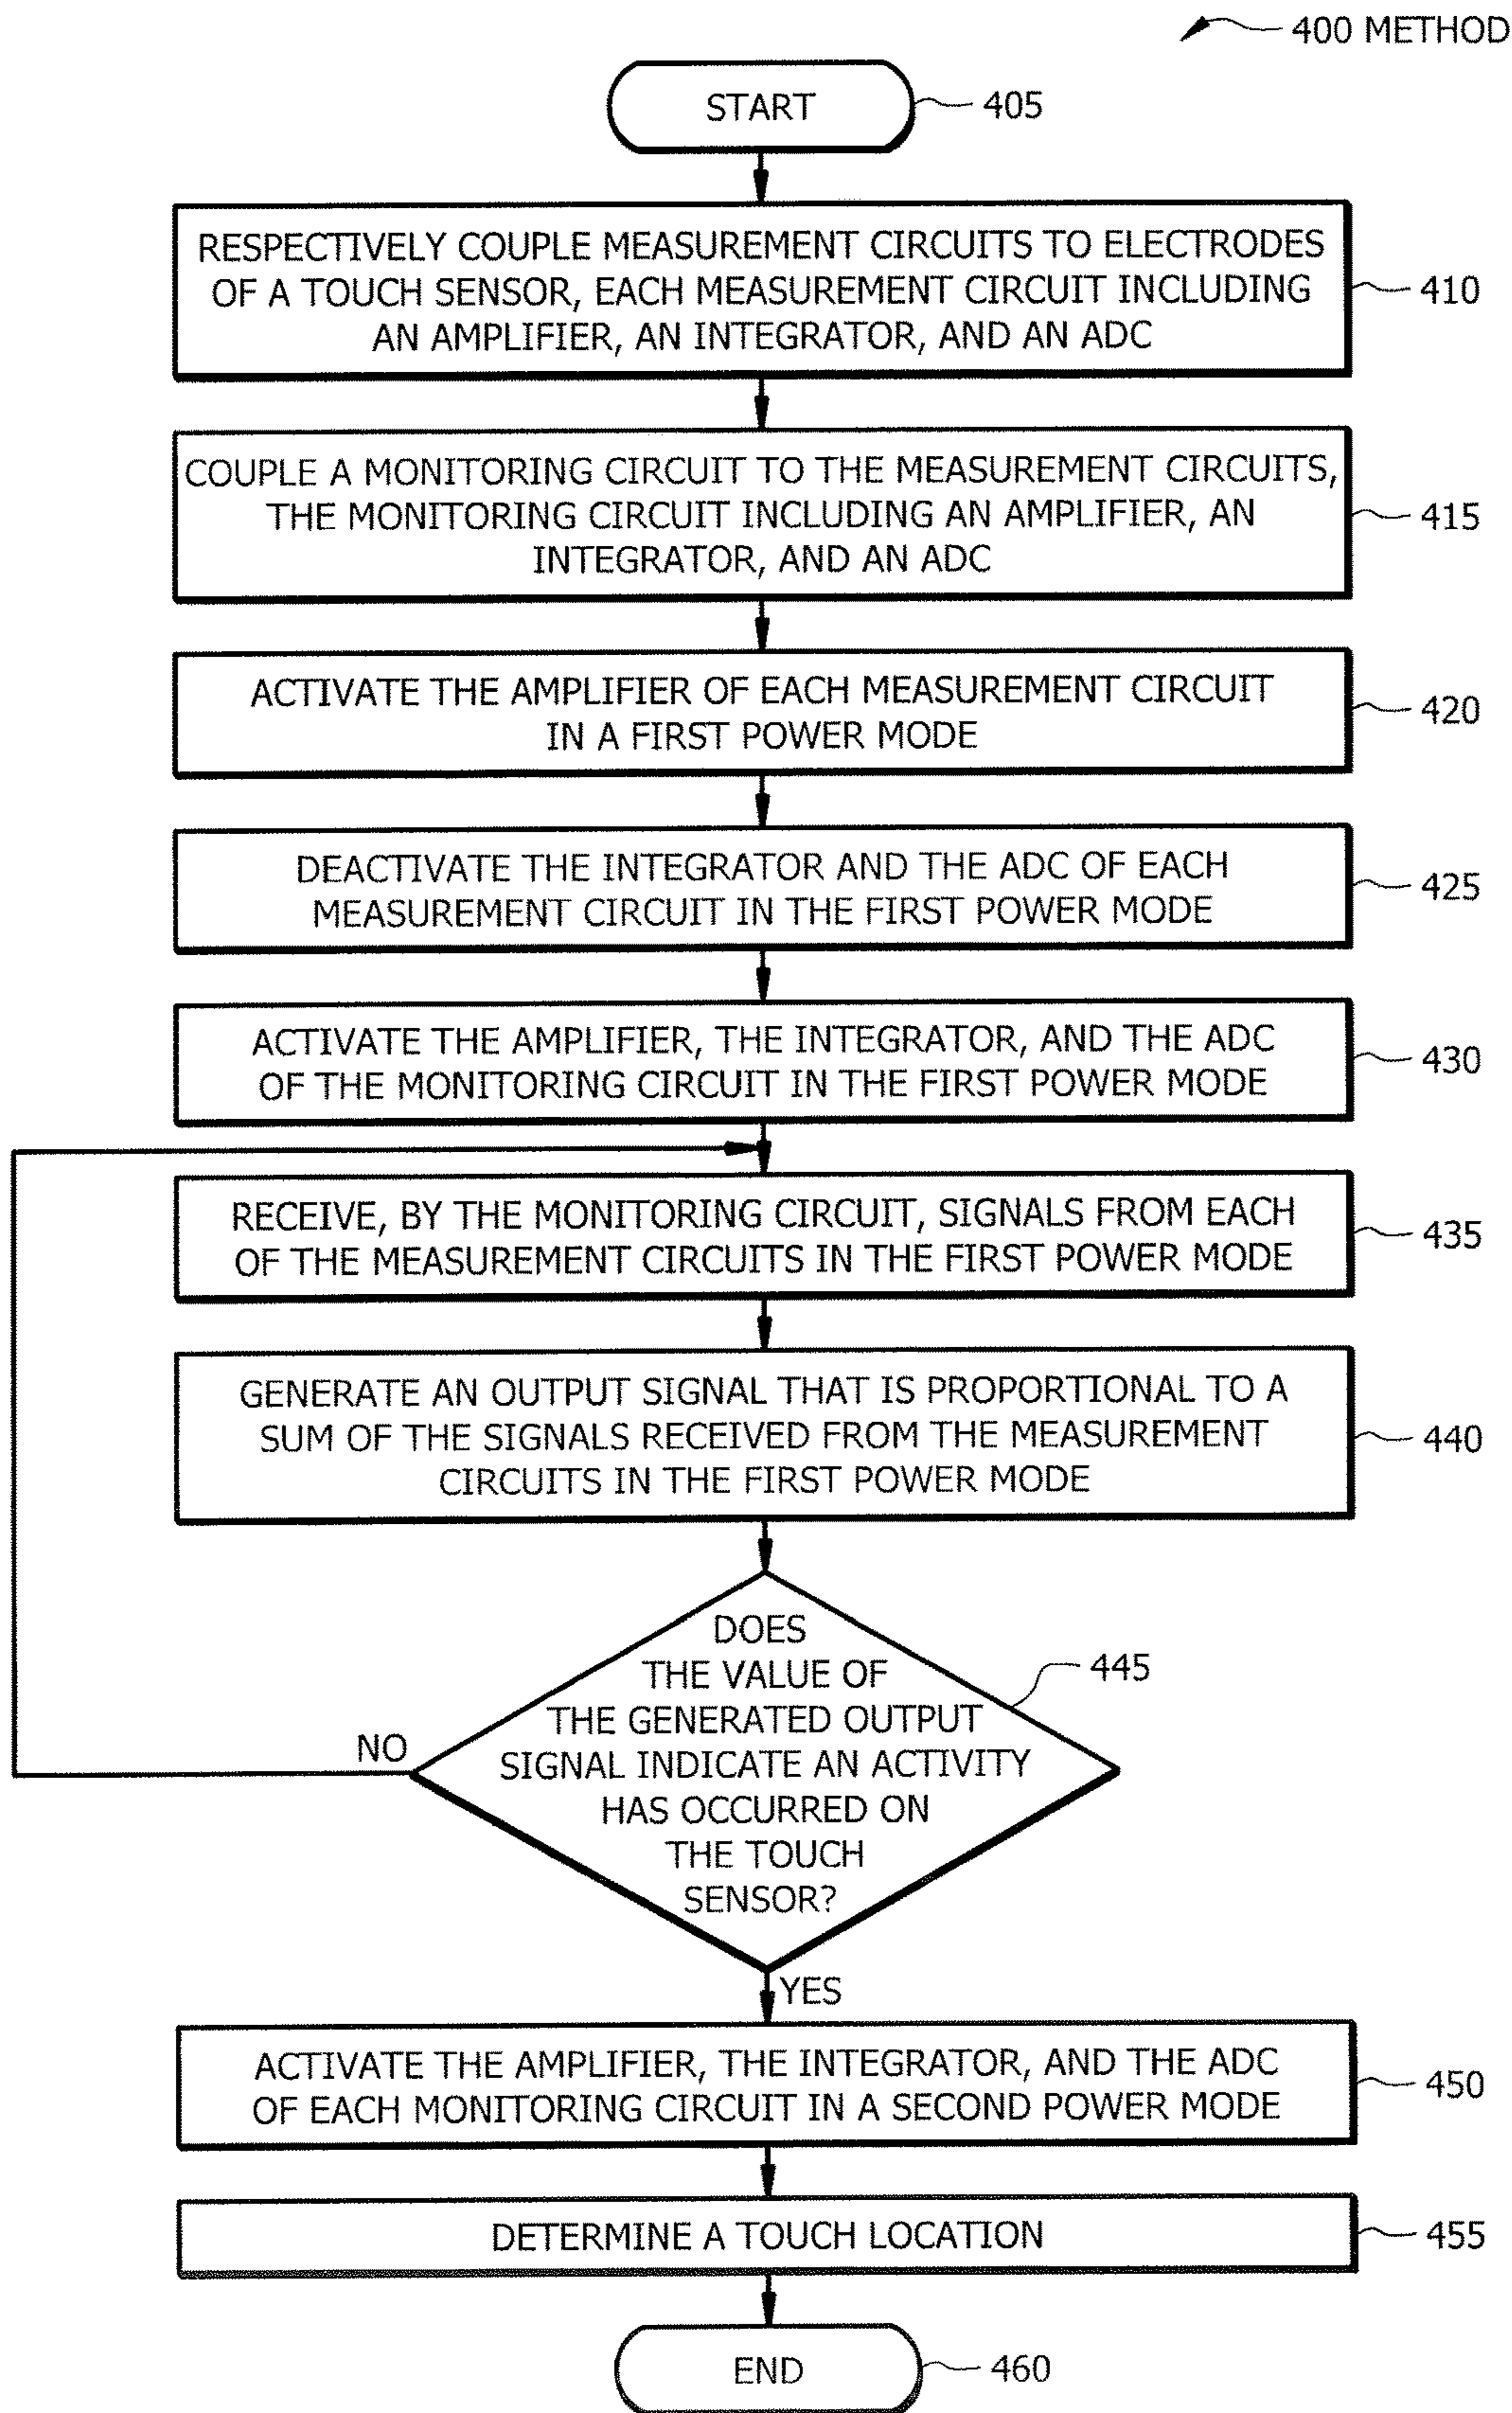 400 METHOD
START
405
RESPECTIVELY COUPLE MEASUREMENT CIRCUITS TO ELECTRODES
OF A TOUCH SENSOR, EACH MEASUREMENT CIRCUIT INCLUDING
AN AMPLIFIER, AN INTEGRATOR, AND AN ADC
410
COUPLE A MONITORING CIRCUIT TO THE MEASUREMENT CIRCUITS,
THE MONITORING CIRCUIT INCLUDING AN AMPLIFIER, AN
INTEGRATOR, AND AN ADC
415
ACTIVATE THE AMPLIFIER OF EACH MEASUREMENT CIRCUIT
IN A FIRST POWER MODE
420
DEACTIVATE THE INTEGRATOR AND THE ADC OF EACH
MEASUREMENT CIRCUIT IN THE FIRST POWER MODE
425
ACTIVATE THE AMPLIFIER, THE INTEGRATOR, AND THE ADC
OF THE MONITORING CIRCUIT IN THE FIRST POWER MODE
430
RECEIVE, BY THE MONITORING CIRCUIT, SIGNALS FROM EACH
OF THE MEASUREMENT CIRCUITS IN THE FIRST POWER MODE
435
GENERATE AN OUTPUT SIGNAL THAT IS PROPORTIONAL TO A
SUM OF THE SIGNALS RECEIVED FROM THE MEASUREMENT
CIRCUITS IN THE FIRST POWER MODE
440
DOES
THE VALUE OF
THE GENERATED OUTPUT
SIGNAL INDICATE AN ACTIVITY
HAS OCCURRED ON
THE TOUCH
SENSOR?
445
NO
YES
ACTIVATE THE AMPLIFIER, THE INTEGRATOR, AND THE ADC
OF EACH MONITORING CIRCUIT IN A SECOND POWER MODE
450
DETERMINE A TOUCH LOCATION
455
END
460